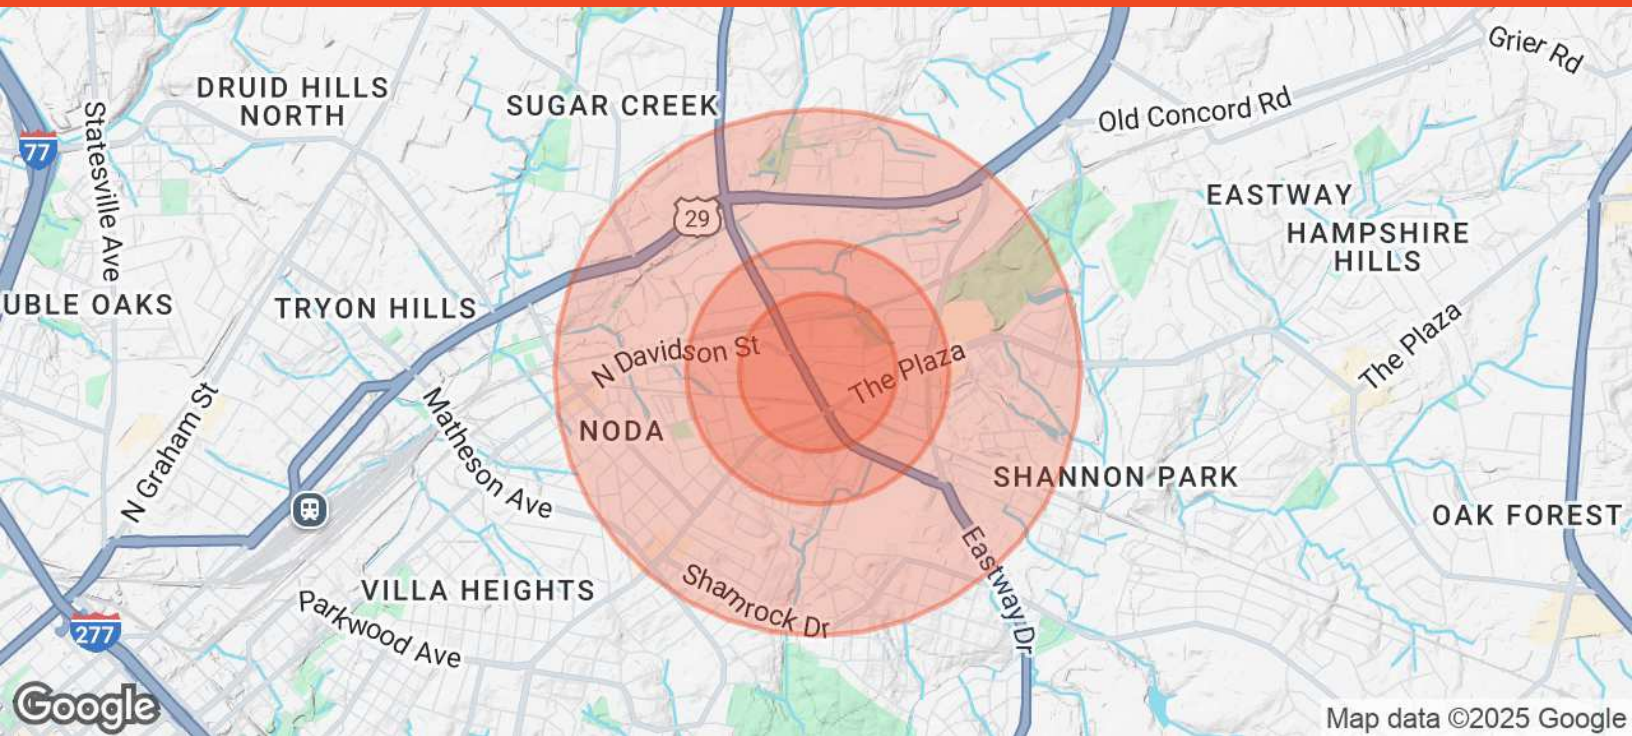 Grier Rd
DRUID HILLS
NORTH
SUGAR CREEK
Old Concord Rd
77
Statesville Ave
EASTWAY
29
HAMPSHIRE
HILLS
UBLE OAKS
TRYON HILLS
N Davidson St
The Plaza
The Plaza
NODA
Matheson Ave
N Graham St
SHANNON PARK
OAK FOREST
VILLA HEIGHTS
Shamrock Dr
Eastway Dr
Parkwood Ave
277
Google
Map data ©2025 Google